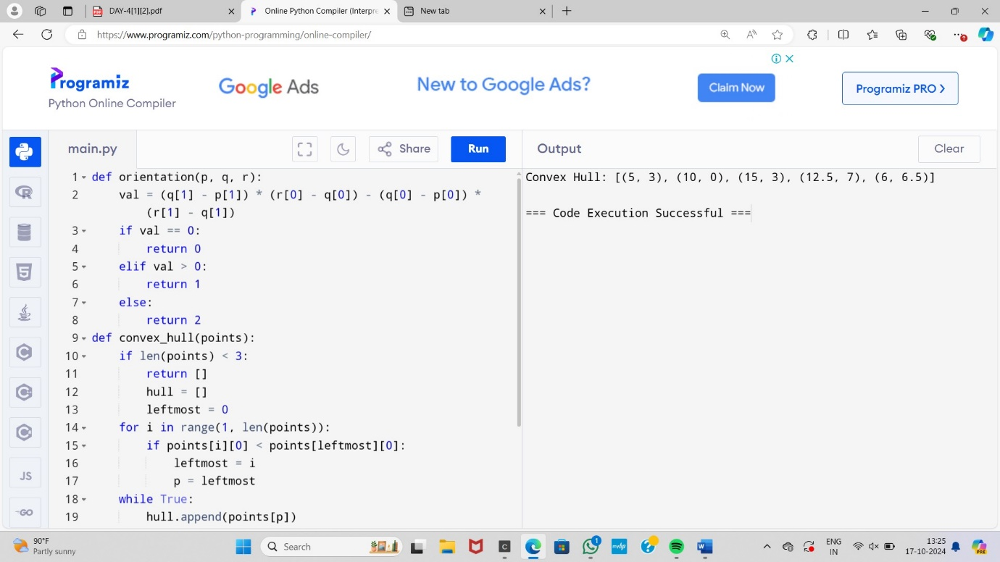 DAY-4[1][2].pdf
Online Python Compiler (Interpre
New tab
https://www.programiz.com/python-programming/online-compiler/
Programiz
Python Online Compiler
Google Ads
New to Google Ads?
Claim Now
Programiz PRO >
main.py
Share
Run
Output
Clear
1 def orientation(p, q, r):
2 val = (q[1] - p[1]) * (r[0] - q[0]) - (q[0] - p[0]) *
(r[1] - q[1])
3 if val == 0:
4 return 0
5 elif val > 0:
6 return 1
7 else:
8 return 2
9 def convex_hull(points):
10 if len(points) < 3:
11 return []
12 hull = []
13 leftmost = 0
14 for i in range(1, len(points)):
15 if points[i][0] < points[leftmost][0]:
16 leftmost = i
17 p = leftmost
18 while True:
19 hull.append(points[p])
Convex Hull: [(5, 3), (10, 0), (15, 3), (12.5, 7), (6, 6.5)]
=== Code Execution Successful ===
R
5
C
C
C
JS
GO
90°F
Partly sunny
Search
C
myhp
1
W
ENG
IN
13:25
17-10-2024
PRE